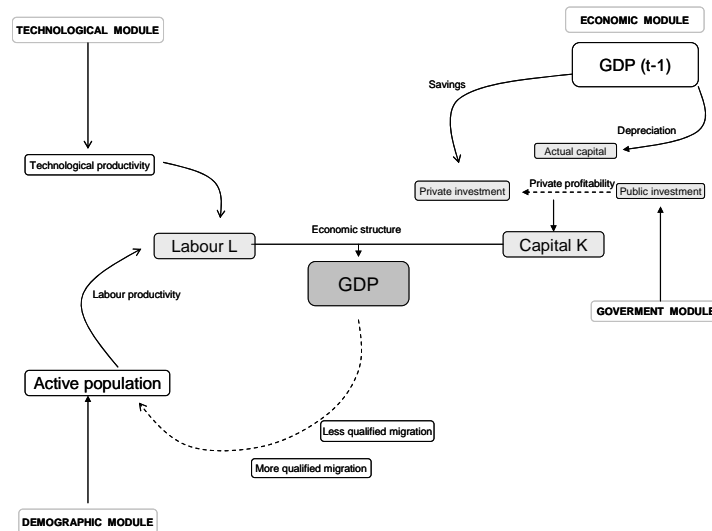 TECHNOLOGICAL MODULE
ECONOMIC MODULE
GDP (t-1)
Savings
Depreciation
Actual capital
Technological productivity
Private profitability
Private investment
Public investment
Economic structure
Labour L
Capital K
GDP
Labour productivity
GOVERMENT MODULE
Active population
Less qualified migration
More qualified migration
DEMOGRAPHIC MODULE